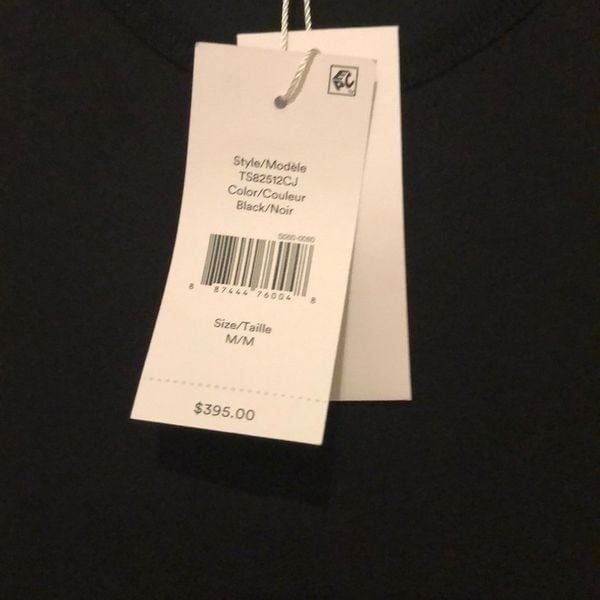 Style/Modèle
TS82512CJ
Color/Couleur
Black/Noir
8 87444 76004 8
Size/Taille
M/M
$395.00